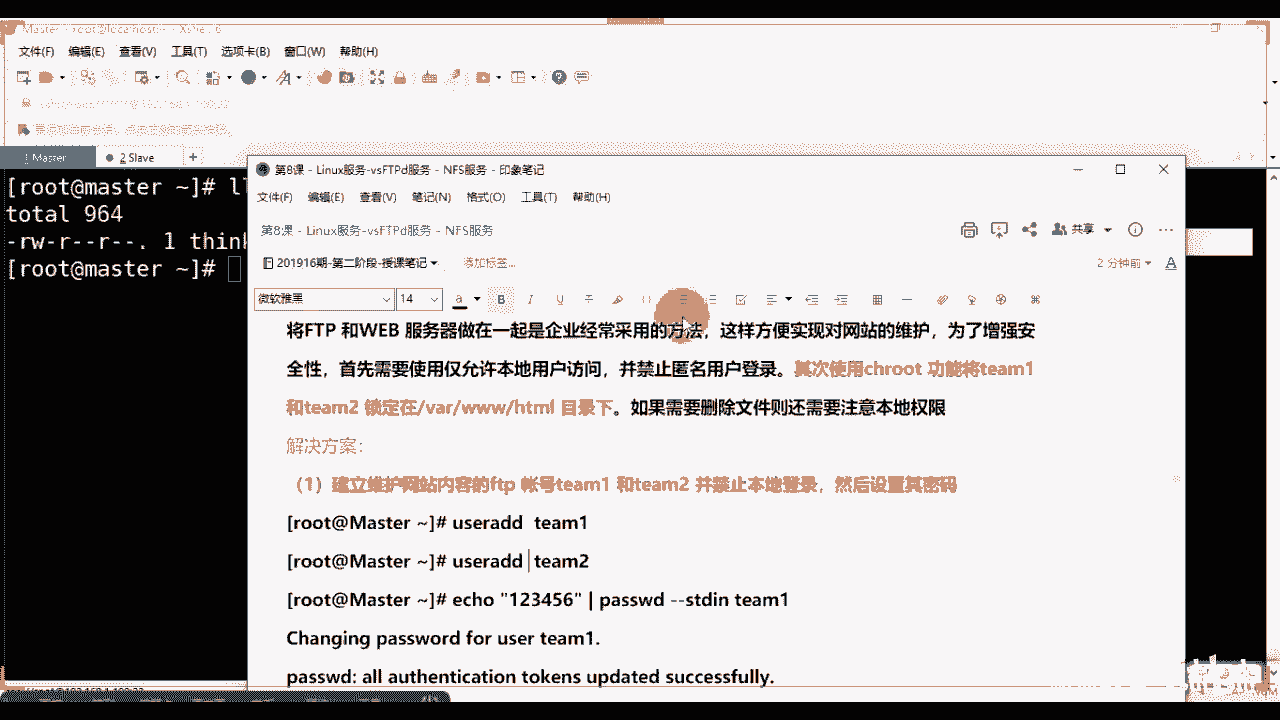 文件(F) 编辑(E) 查看(V) 工具(T) 选项卡(B) 窗口(W) 帮助(H)
1 Master 2 Slave +
[root@master ~]# ll
total 964
-rw-r--r--. 1 think
[root@master ~]#
第8课 - Linux服务-vsFTPd服务 - NFS服务 - 印象笔记
文件(F) 编辑(E) 查看(V) 笔记(N) 格式(O) 工具(T) 帮助(H)
第8课 - Linux服务-vsFTPd服务 - NFS服务
共享
201916期-第二阶段-授课笔记 添加标签...
2 分钟前
微软雅黑 14 a B I U T
将FTP 和WEB 服务器做在一起是企业经常采用的方法，这样方便实现对网站的维护，为了增强安
全性，首先需要使用仅允许本地用户访问，并禁止匿名用户登录。其次使用chroot 功能将team1
和team2 锁定在/var/www/html 目录下。如果需要删除文件则还需要注意本地权限
解决方案：
（1）建立维护网站内容的ftp 帐号team1 和team2 并禁止本地登录，然后设置其密码
[root@Master ~]# useradd  team1
[root@Master ~]# useradd  team2
[root@Master ~]# echo "123456" | passwd --stdin team1
Changing password for user team1.
passwd: all authentication tokens updated successfully.